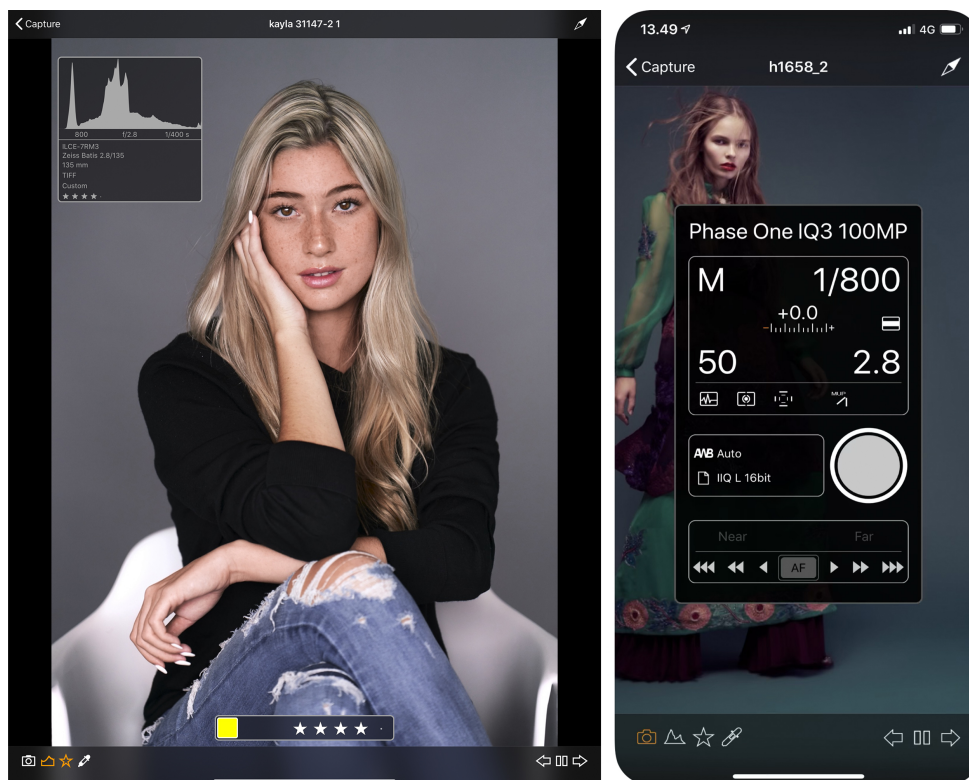 Capture
kayla 31147-2 1
800 f/2.8 1/400 s
ILCE-7RM3
Zeiss Batis 2.8/135
135 mm
TIFF
Custom
13.49
4G
Capture
h1658_2
Phase One IQ3 100MP
M 1/800
+0.0
- +
50 2.8
MUP
AWB Auto
IIQ L 16bit
Near Far
AF